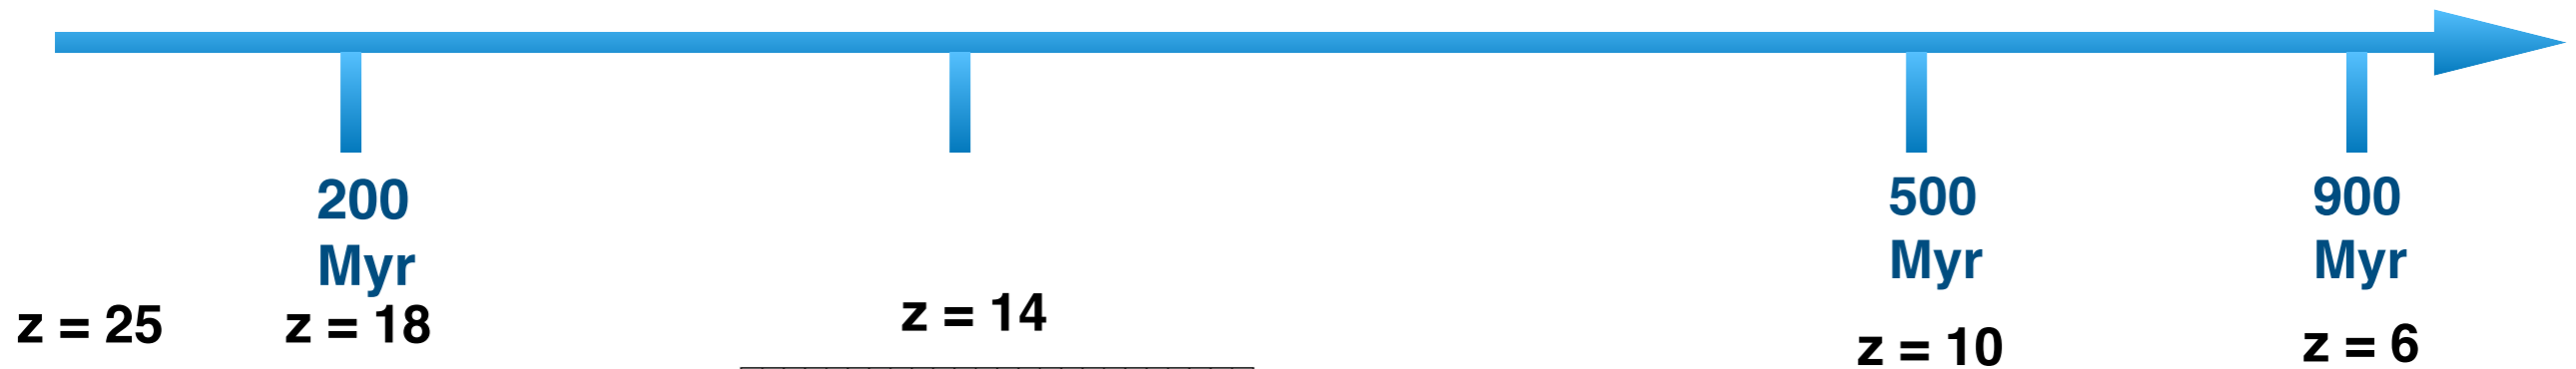 200
Myr
500
Myr
900
Myr
z = 25
z = 18
z = 14
z = 10
z = 6